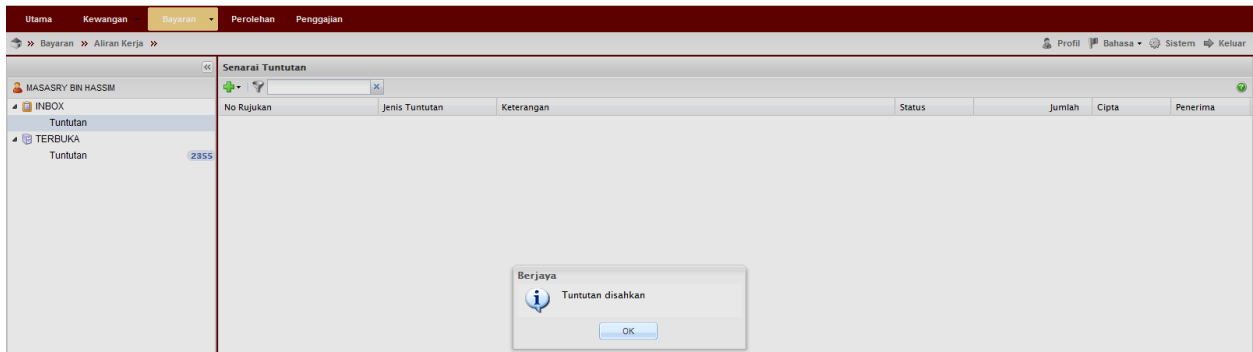 Utama Kewangan Bayaran Perolehan Penggajian
» Bayaran » Aliran Kerja » Profil Bahasa Sistem Keluar
Senarai Tuntutan
MASASRY BIN HASSIM
INBOX
Tuntutan
TERBUKA
Tuntutan 2355
No Rujukan Jenis Tuntutan Keterangan Status Jumlah Cipta Penerima
Berjaya
Tuntutan disahkan
OK